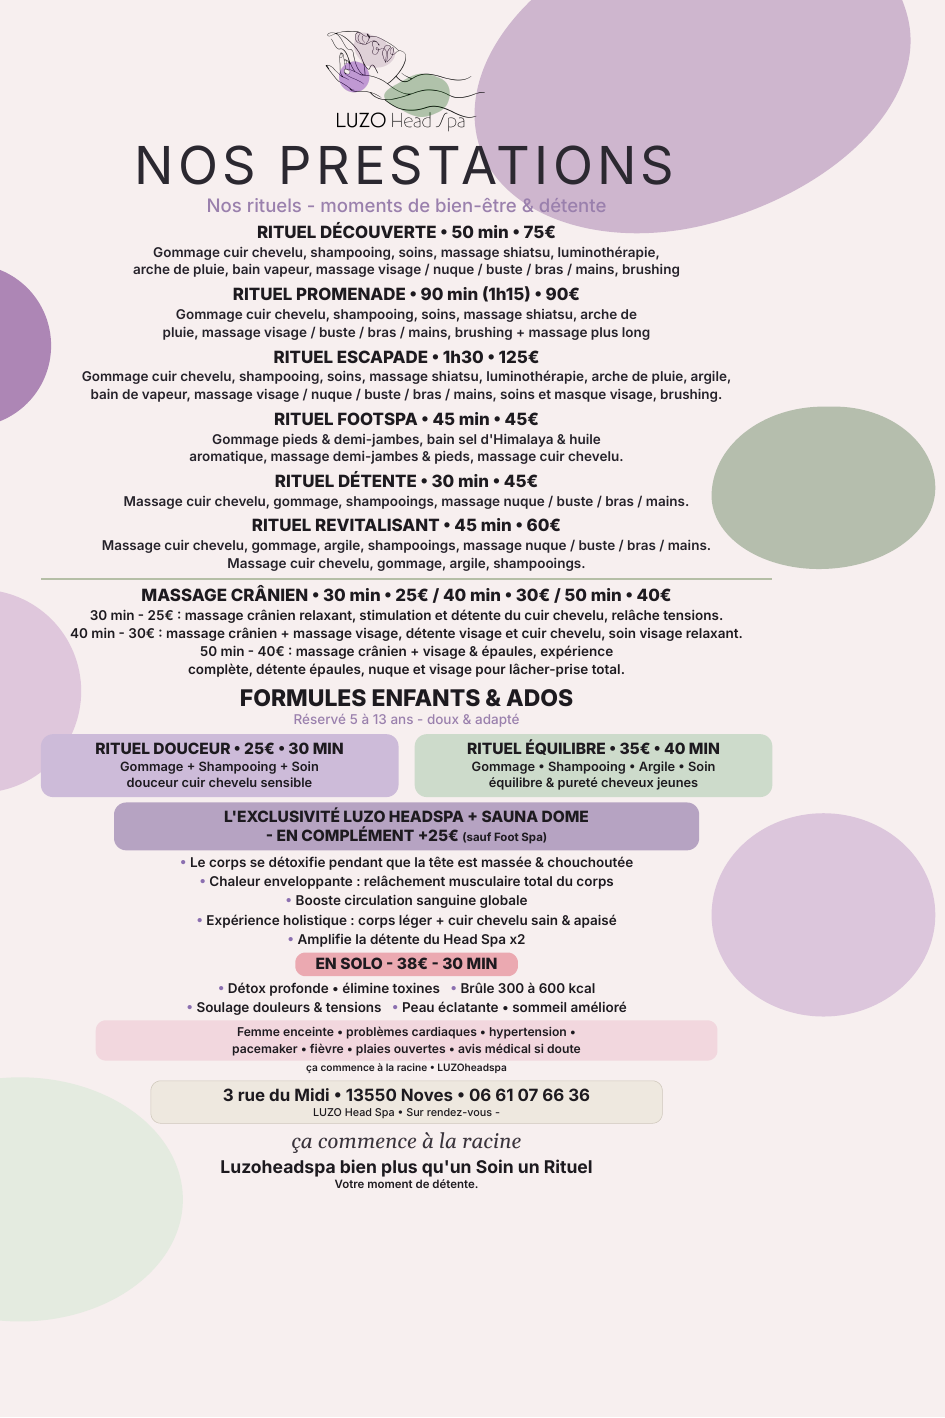 LUZO Head Spa
NOS PRESTATIONS
Nos rituels - moments de bien-être & détente
RITUEL DÉCOUVERTE • 50 min • 75€
Gommage cuir chevelu, shampooing, soins, massage shiatsu, luminothérapie,
arche de pluie, bain vapeur, massage visage / nuque / buste / bras / mains, brushing
RITUEL PROMENADE • 90 min (1h15) • 90€
Gommage cuir chevelu, shampooing, soins, massage shiatsu, arche de
pluie, massage visage / buste / bras / mains, brushing + massage plus long
RITUEL ESCAPADE • 1h30 • 125€
Gommage cuir chevelu, shampooing, soins, massage shiatsu, luminothérapie, arche de pluie, argile,
bain de vapeur, massage visage / nuque / buste / bras / mains, soins et masque visage, brushing.
RITUEL FOOTSPA • 45 min • 45€
Gommage pieds & demi-jambes, bain sel d'Himalaya & huile
aromatique, massage demi-jambes & pieds, massage cuir chevelu.
RITUEL DÉTENTE • 30 min • 45€
Massage cuir chevelu, gommage, shampooings, massage nuque / buste / bras / mains.
RITUEL REVITALISANT • 45 min • 60€
Massage cuir chevelu, gommage, argile, shampooings, massage nuque / buste / bras / mains.
Massage cuir chevelu, gommage, argile, shampooings.
MASSAGE CRÂNIEN • 30 min • 25€ / 40 min • 30€ / 50 min • 40€
30 min - 25€ : massage crânien relaxant, stimulation et détente du cuir chevelu, relâche tensions.
40 min - 30€ : massage crânien + massage visage, détente visage et cuir chevelu, soin visage relaxant.
50 min - 40€ : massage crânien + visage & épaules, expérience
complète, détente épaules, nuque et visage pour lâcher-prise total.
FORMULES ENFANTS & ADOS
Réservé 5 à 13 ans - doux & adapté
RITUEL DOUCEUR • 25€ • 30 MIN
Gommage + Shampooing + Soin
douceur cuir chevelu sensible
RITUEL ÉQUILIBRE • 35€ • 40 MIN
Gommage • Shampooing • Argile • Soin
équilibre & pureté cheveux jeunes
L'EXCLUSIVITÉ LUZO HEADSPA + SAUNA DOME
- EN COMPLÉMENT +25€ (sauf Foot Spa)
• Le corps se détoxifie pendant que la tête est massée & chouchoutée
• Chaleur enveloppante : relâchement musculaire total du corps
• Booste circulation sanguine globale
• Expérience holistique : corps léger + cuir chevelu sain & apaisé
• Amplifie la détente du Head Spa x2
EN SOLO - 38€ - 30 MIN
• Détox profonde • élimine toxines • Brûle 300 à 600 kcal
• Soulage douleurs & tensions • Peau éclatante • sommeil amélioré
Femme enceinte • problèmes cardiaques • hypertension •
pacemaker • fièvre • plaies ouvertes • avis médical si doute
ça commence à la racine • LUZOheadspa
3 rue du Midi • 13550 Noves • 06 61 07 66 36
LUZO Head Spa • Sur rendez-vous -
ça commence à la racine
Luzoheadspa bien plus qu'un Soin un Rituel
Votre moment de détente.